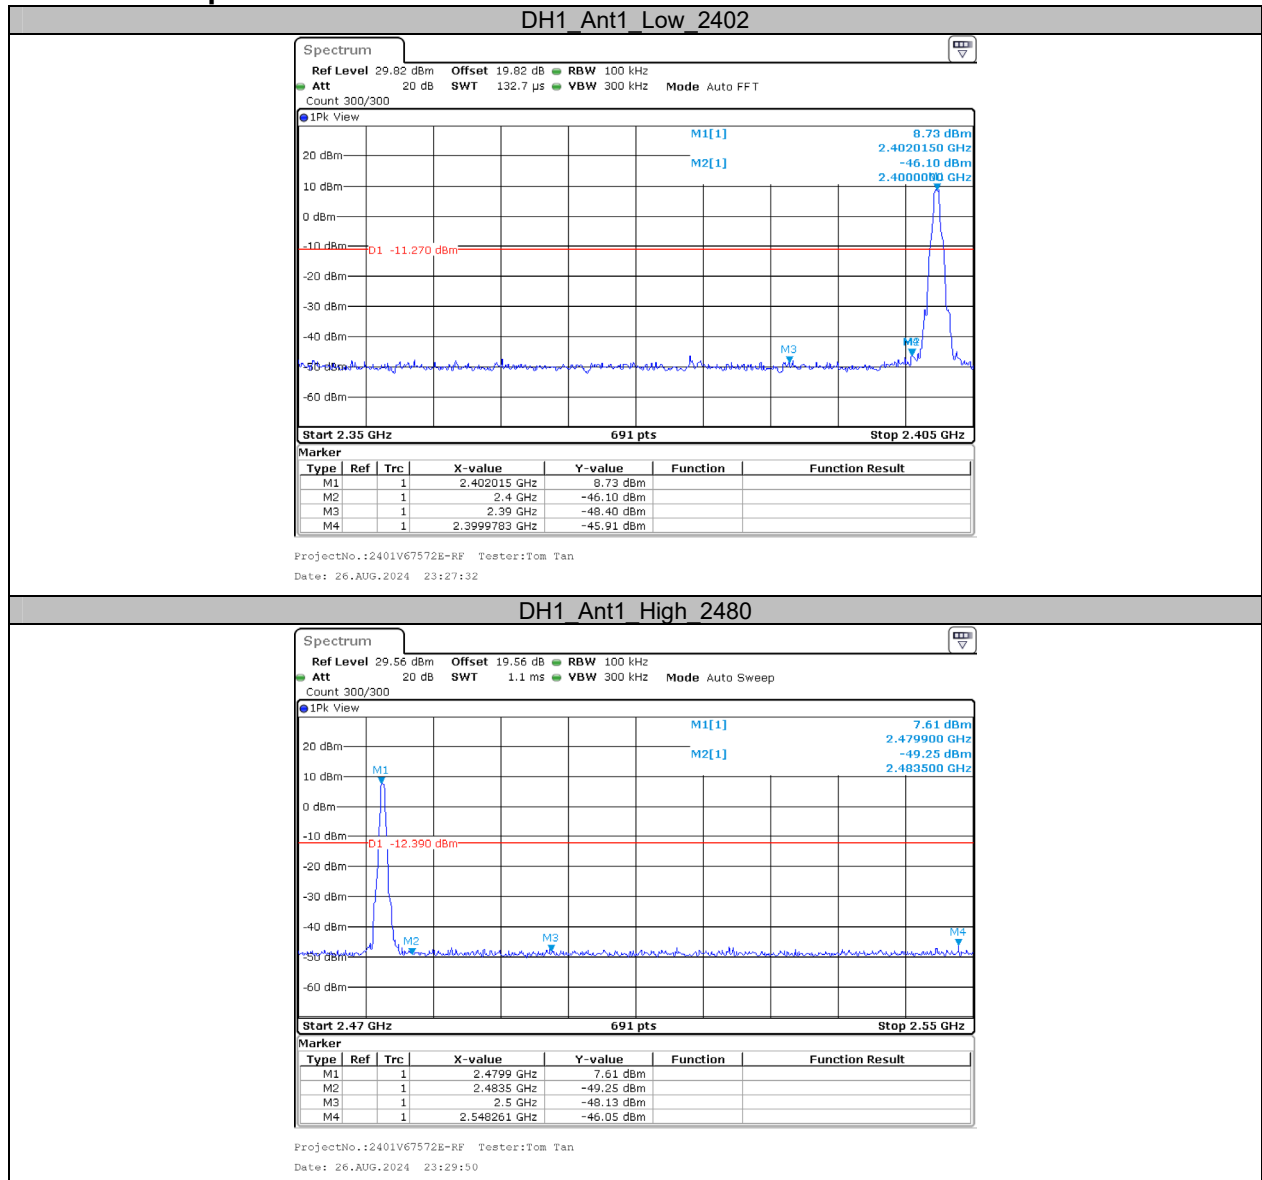 DH1_Ant1_Low_2402
Spectrum
Ref Level 29.82 dBm Offset 19.82 dB RBW 100 kHz
Att 20 dB SWT 132.7 µs VBW 300 kHz Mode Auto FFT
Count 300/300
1Pk View
M1[1] 8.73 dBm
2.4020150 GHz
20 dBm
M2[1] -46.10 dBm
2.4000000 GHz
10 dBm
0 dBm
-10 dBm
D1 -11.270 dBm
-20 dBm
-30 dBm
-40 dBm
M3
-50 dBm
-60 dBm
Start 2.35 GHz 691 pts Stop 2.405 GHz
Marker
Type Ref Trc X-value Y-value Function Function Result
M1 1 2.402015 GHz 8.73 dBm
M2 1 2.4 GHz -46.10 dBm
M3 1 2.39 GHz -48.40 dBm
M4 1 2.3999783 GHz -45.91 dBm
ProjectNo.:2401V67572E-RF Tester:Tom Tan
Date: 26.AUG.2024 23:27:32
DH1_Ant1_High_2480
Spectrum
Ref Level 29.56 dBm Offset 19.56 dB RBW 100 kHz
Att 20 dB SWT 1.1 ms VBW 300 kHz Mode Auto Sweep
Count 300/300
1Pk View
M1[1] 7.61 dBm
2.479900 GHz
20 dBm
M2[1] -49.25 dBm
2.483500 GHz
M1
10 dBm
0 dBm
-10 dBm
D1 -12.390 dBm
-20 dBm
-30 dBm
-40 dBm
M2 M3 M4
-50 dBm
-60 dBm
Start 2.47 GHz 691 pts Stop 2.55 GHz
Marker
Type Ref Trc X-value Y-value Function Function Result
M1 1 2.4799 GHz 7.61 dBm
M2 1 2.4835 GHz -49.25 dBm
M3 1 2.5 GHz -48.13 dBm
M4 1 2.548261 GHz -46.05 dBm
ProjectNo.:2401V67572E-RF Tester:Tom Tan
Date: 26.AUG.2024 23:29:50